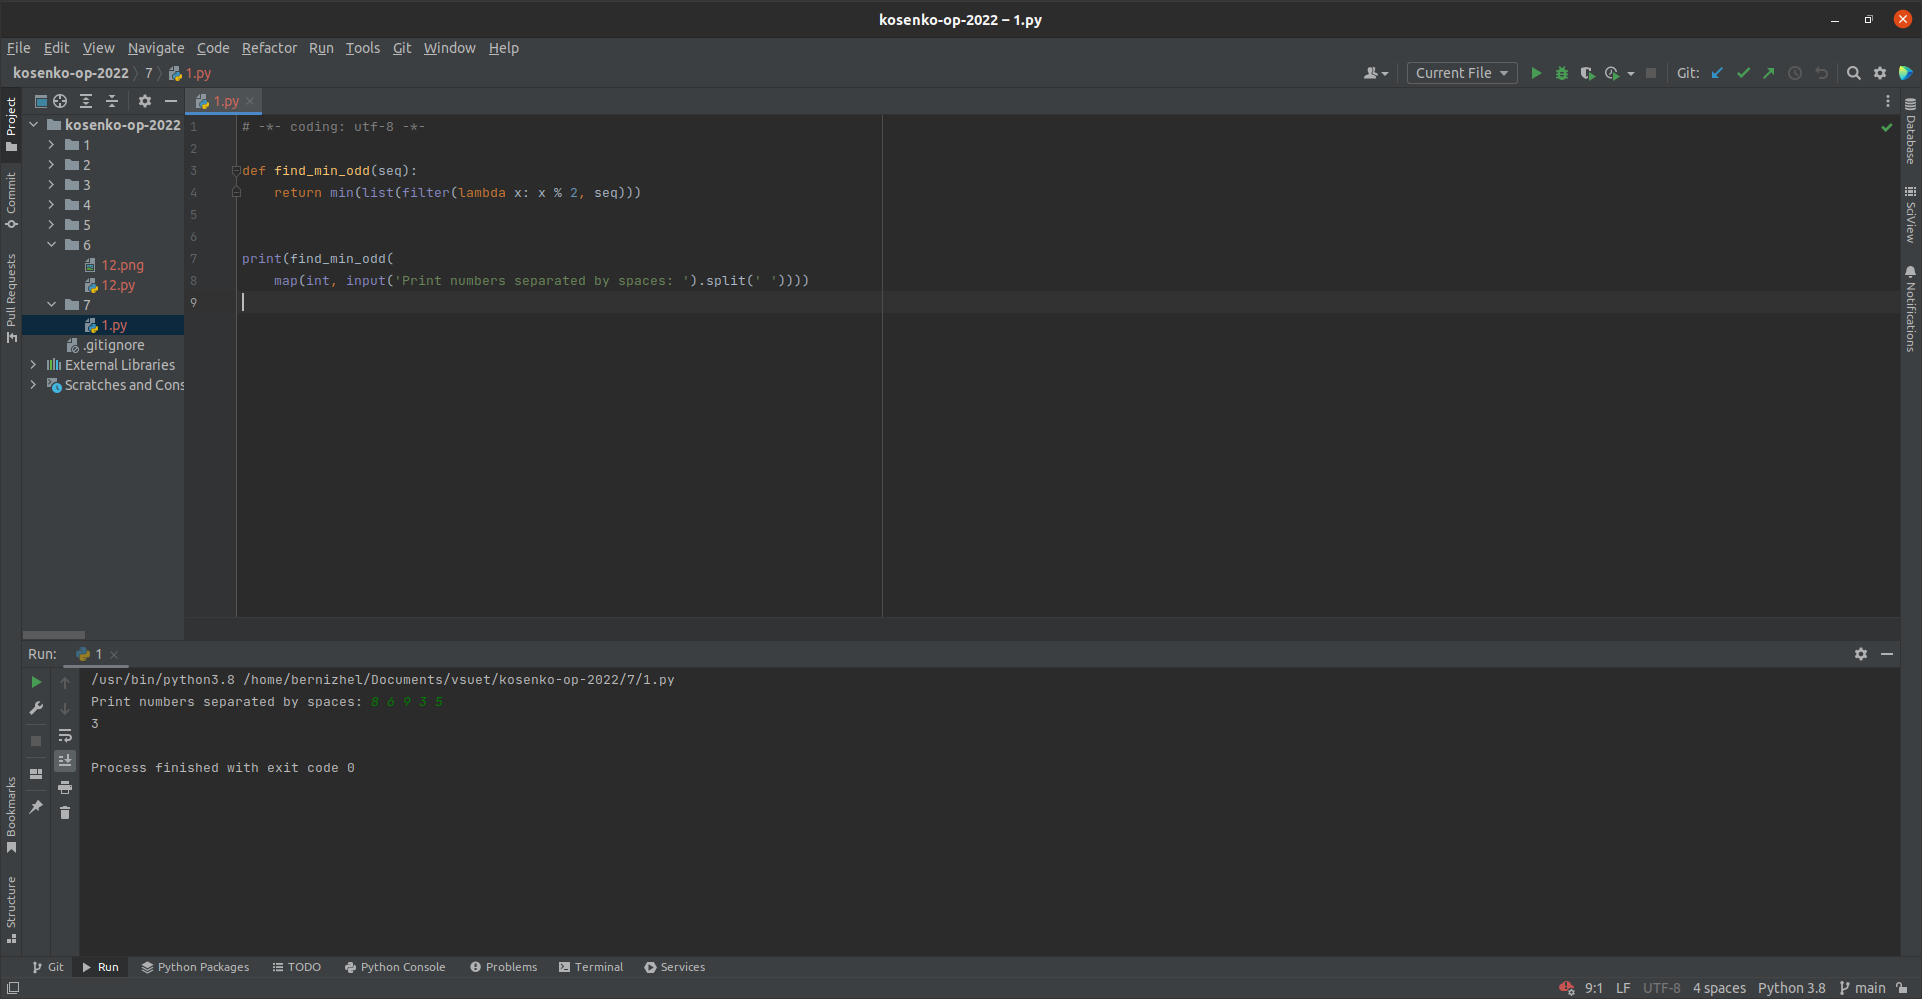 kosenko-op-2022 – 1.py
File Edit View Navigate Code Refactor Run Tools Git Window Help
kosenko-op-2022 7 1.py Current File Git:
Project
Commit
Pull Requests
Bookmarks
Structure
kosenko-op-2022
1
2
3
4
5
6
12.png
12.py
7
1.py
.gitignore
External Libraries
Scratches and Cons
1.py
1 # -*- coding: utf-8 -*-
2
3 def find_min_odd(seq):
4     return min(list(filter(lambda x: x % 2, seq)))
5
6
7 print(find_min_odd(
8     map(int, input('Print numbers separated by spaces: ').split(' '))))
9
Database
SciView
Notifications
Run: 1
/usr/bin/python3.8 /home/bernizhel/Documents/vsuet/kosenko-op-2022/7/1.py
Print numbers separated by spaces: 8 6 9 3 5
3
Process finished with exit code 0
Git Run Python Packages TODO Python Console Problems Terminal Services
9:1 LF UTF-8 4 spaces Python 3.8 main